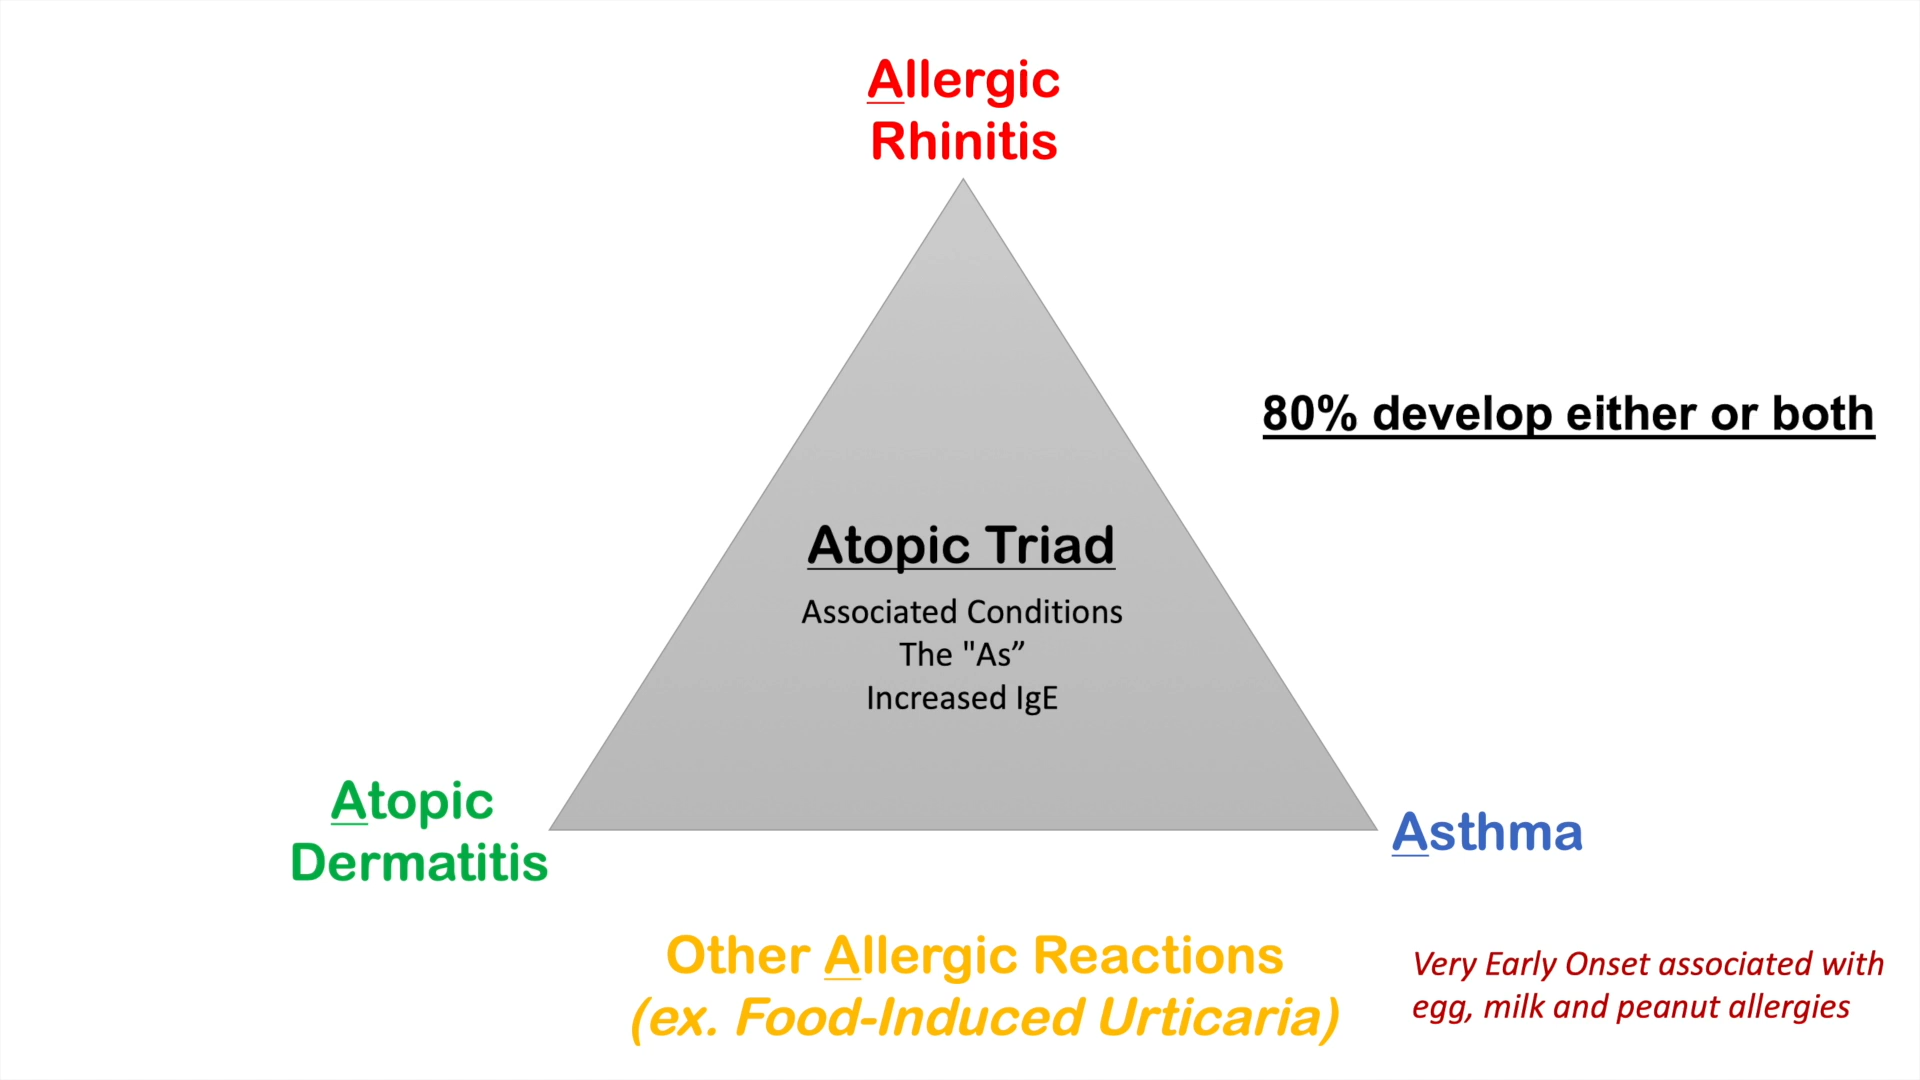 Allergic
Rhinitis
80% develop either or both
Atopic Triad
Associated Conditions
The "As”
Increased IgE
Atopic
Dermatitis
Asthma
Other Allergic Reactions
(ex. Food-Induced Urticaria)
Very Early Onset associated with
egg, milk and peanut allergies